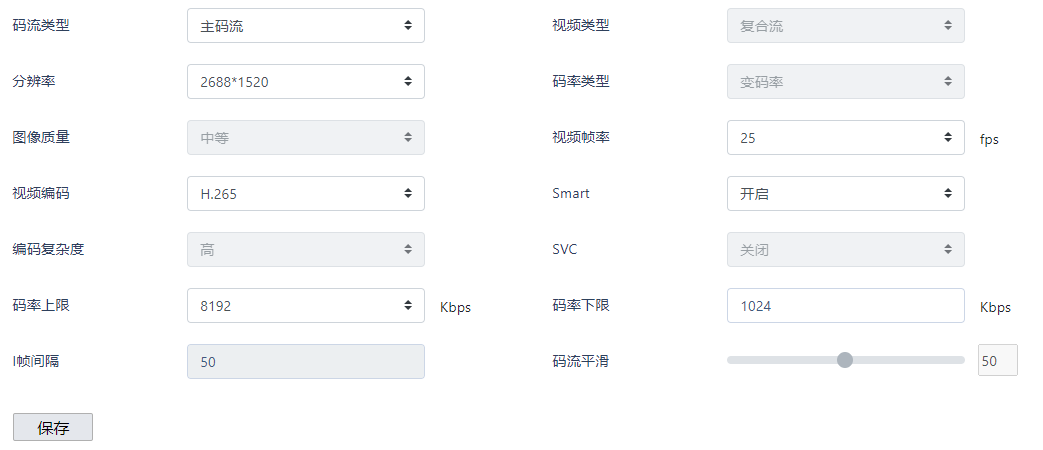 码流类型 主码流 视频类型 复合流
分辨率 2688*1520 码率类型 变码率
图像质量 中等 视频帧率 25 fps
视频编码 H.265 Smart 开启
编码复杂度 高 SVC 关闭
码率上限 8192 Kbps 码率下限 1024 Kbps
I帧间隔 50 码流平滑 50
保存